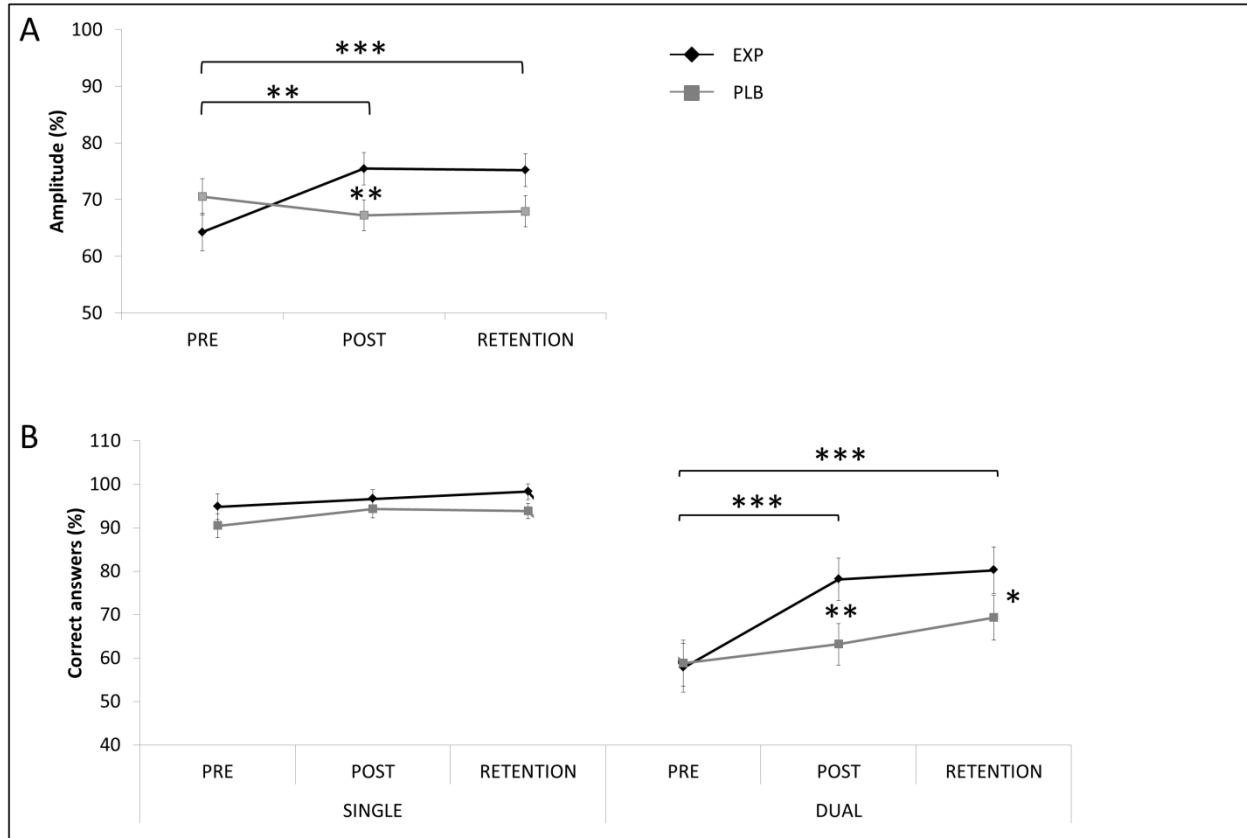 A
100
90
80
70
60
50
Amplitude (%)
***
**
**
PRE POST RETENTION
EXP
PLB
B
110
100
90
80
70
60
50
40
Correct answers (%)
***
***
**
*
PRE POST RETENTION PRE POST RETENTION
SINGLE DUAL